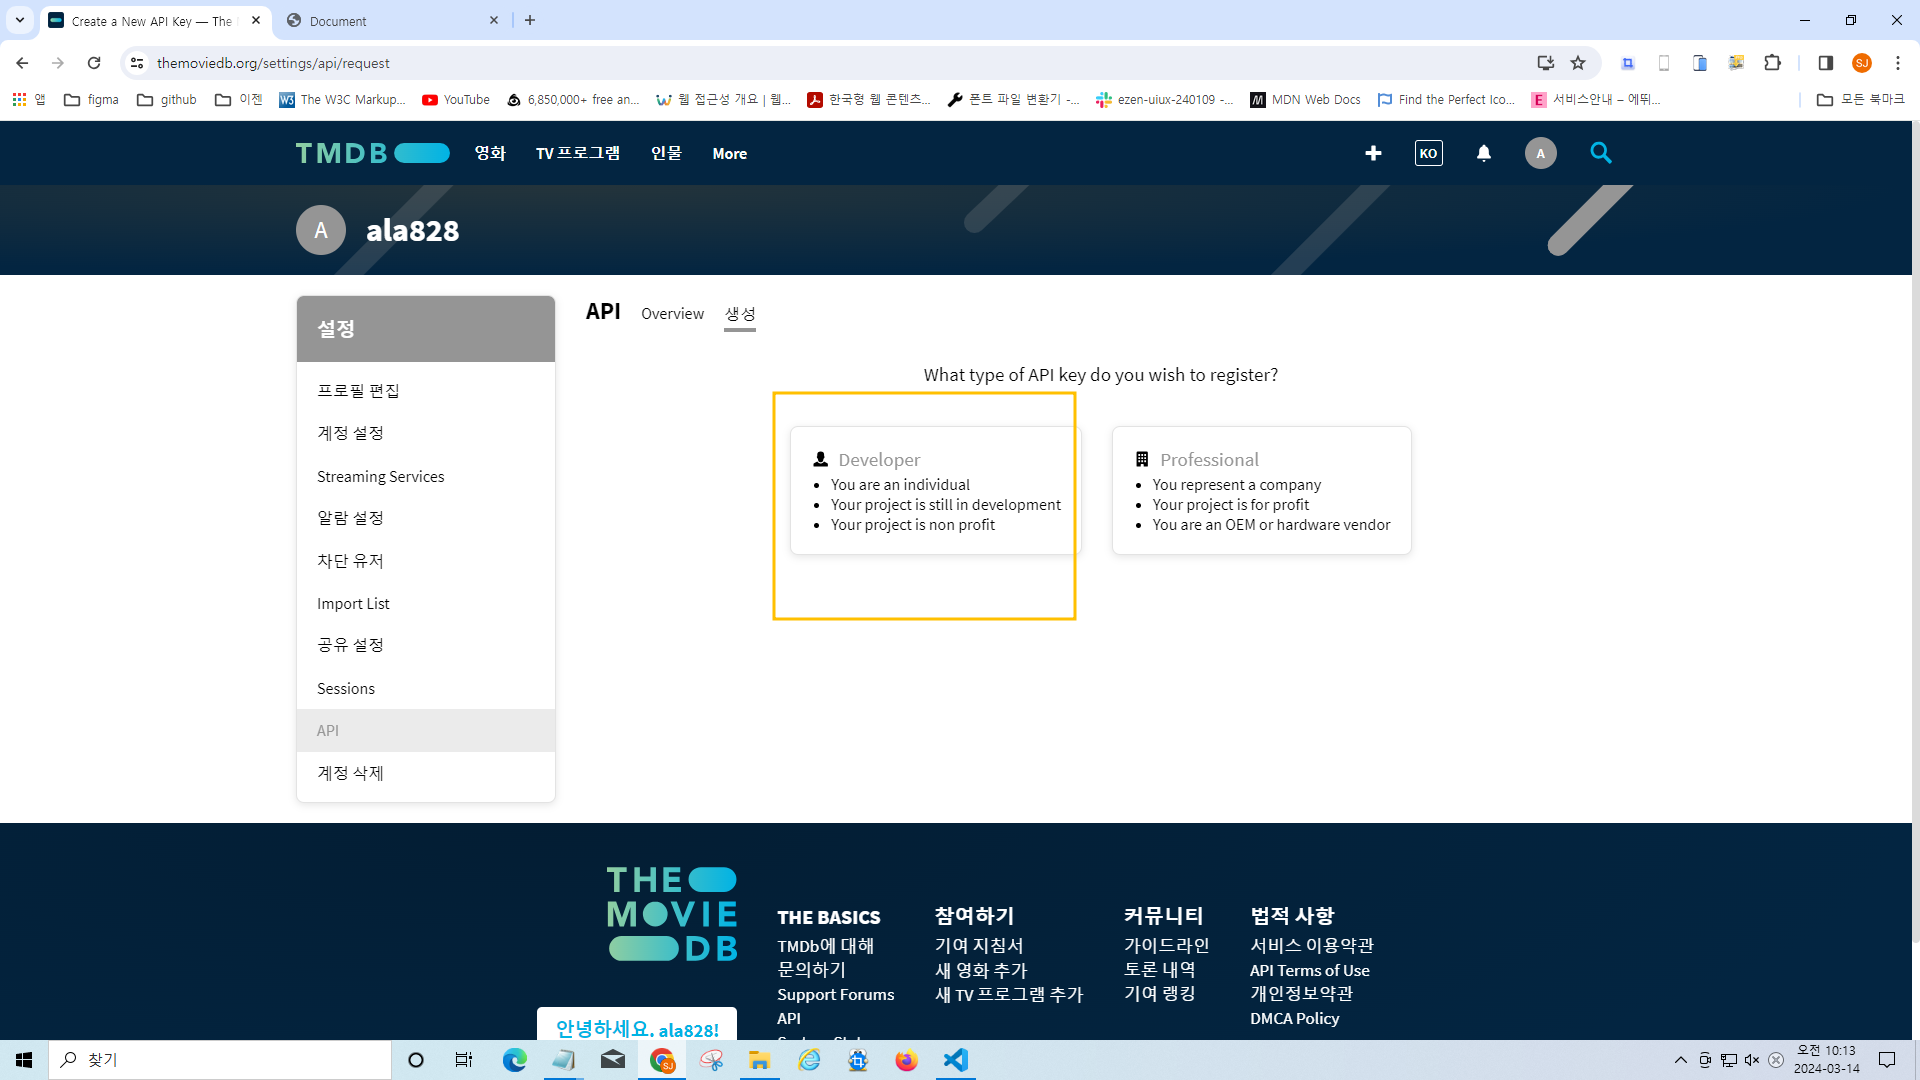 Create a New API Key — The
Document
themoviedb.org/settings/api/request
SJ
앱
figma
github
이젠
The W3C Markup...
YouTube
6,850,000+ free an...
웹 접근성 개요 | 웹...
한국형 웹 콘텐츠...
폰트 파일 변환기 -...
ezen-uiux-240109 -...
MDN Web Docs
Find the Perfect Ico...
서비스안내 – 에뛰...
모든 북마크
TMDB
영화
TV 프로그램
인물
More
KO
A
A
ala828
설정
프로필 편집
계정 설정
Streaming Services
알람 설정
차단 유저
Import List
공유 설정
Sessions
API
계정 삭제
API
Overview
생성
What type of API key do you wish to register?
Developer
• You are an individual
• Your project is still in development
• Your project is non profit
Professional
• You represent a company
• Your project is for profit
• You are an OEM or hardware vendor
THE
MOVIE
DB
안녕하세요, ala828!
THE BASICS
TMDb에 대해
문의하기
Support Forums
API
참여하기
기여 지침서
새 영화 추가
새 TV 프로그램 추가
커뮤니티
가이드라인
토론 내역
기여 랭킹
법적 사항
서비스 이용약관
API Terms of Use
개인정보약관
DMCA Policy
찾기
오전 10:13
2024-03-14